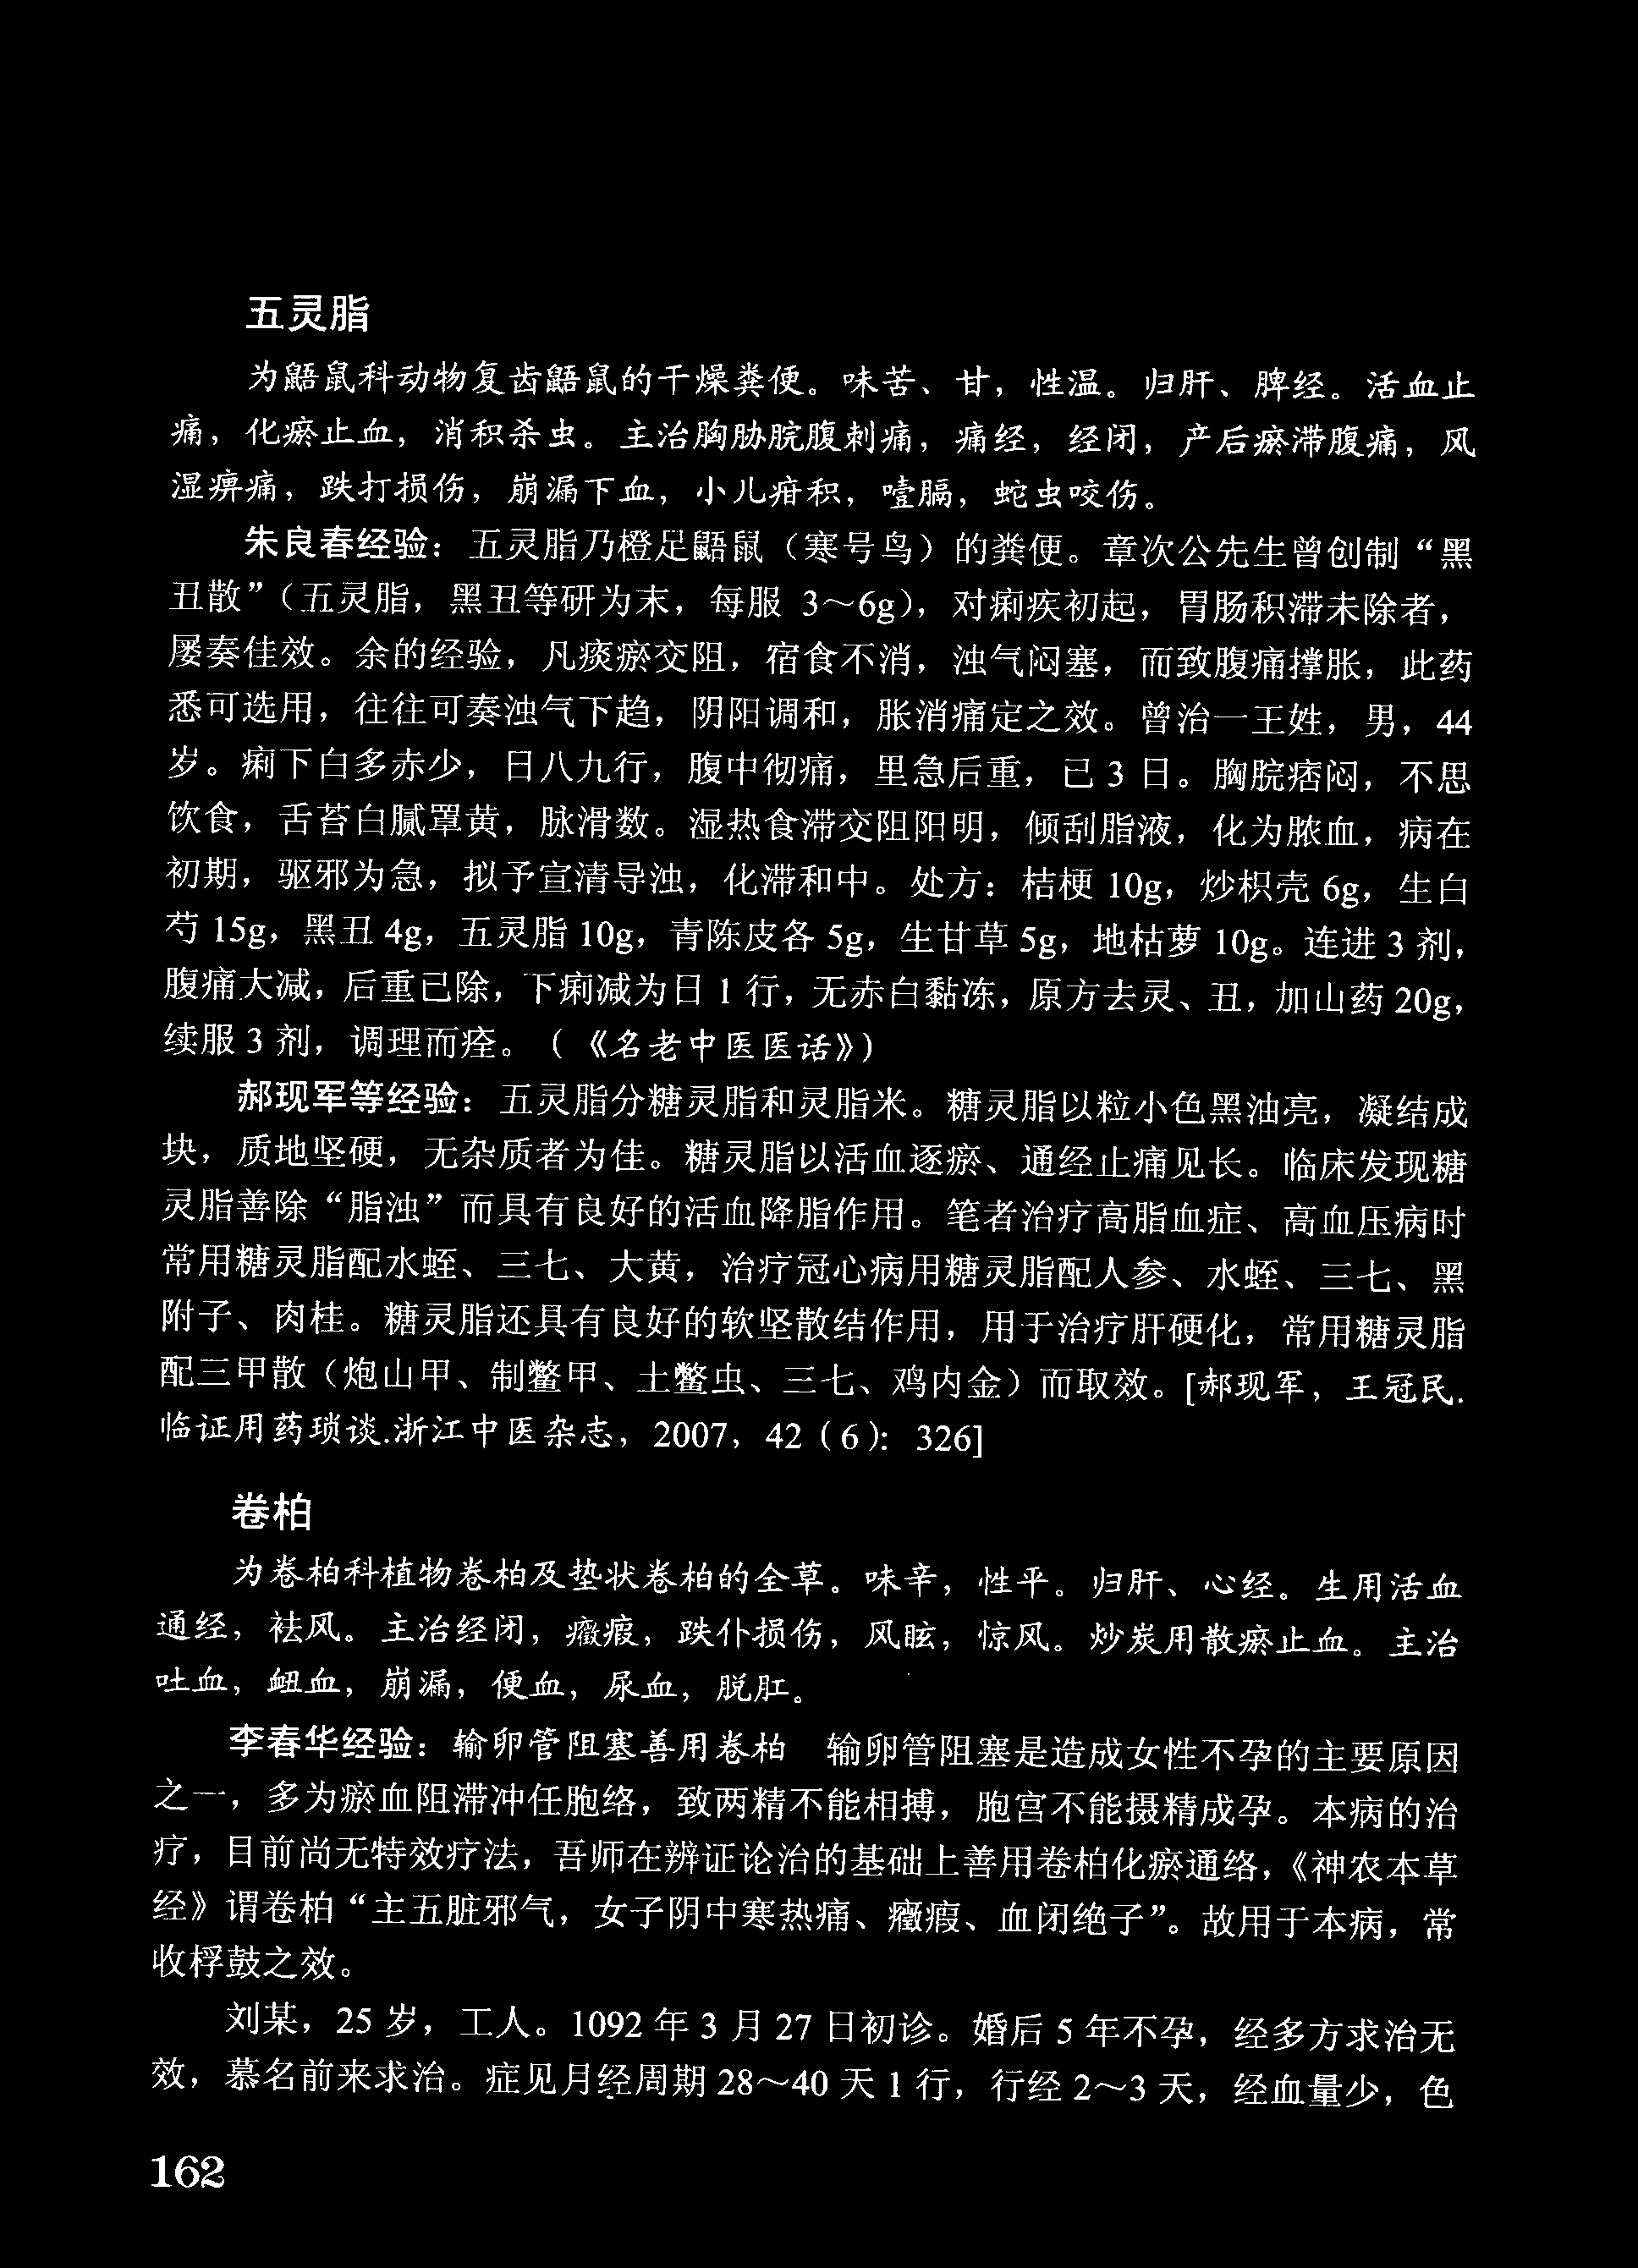 五灵脂
为鼯鼠科动物复齿鼯鼠的干燥粪便。味苦、甘，性温。归肝、脾经。活血止
痛，化瘀止血，消积杀虫。主治胸胁脘腹刺痛，痛经，经闭，产后瘀滞腹痛，风
湿痹痛，跌打损伤，崩漏下血，小儿疳积，噎膈，蛇虫咬伤。
朱良春经验：五灵脂乃橙足鼯鼠（寒号鸟）的粪便。章次公先生曾创制“黑
丑散”（五灵脂，黑丑等研为末，每服 3～6g），对痢疾初起，胃肠积滞未除者，
屡奏佳效。余的经验，凡痰瘀交阻，宿食不消，浊气闷塞，而致腹痛撑胀，此药
悉可选用，往往可奏浊气下趋，阴阳调和，胀消痛定之效。曾治一王姓，男，44
岁。痢下白多赤少，日八九行，腹中彻痛，里急后重，已 3 日。胸脘痞闷，不思
饮食，舌苔白腻罩黄，脉滑数。湿热食滞交阻阳明，倾刮脂液，化为脓血，病在
初期，驱邪为急，拟予宣清导浊，化滞和中。处方：桔梗 10g，炒枳壳 6g，生白
芍 15g，黑丑 4g，五灵脂 10g，青陈皮各 5g，生甘草 5g，地枯萝 10g。连进 3 剂，
腹痛大减，后重已除，下痢减为日 1 行，无赤白黏冻，原方去灵、丑，加山药 20g，
续服 3 剂，调理而痊。（《名老中医医话》）
郝现军等经验：五灵脂分糖灵脂和灵脂米。糖灵脂以粒小色黑油亮，凝结成
块，质地坚硬，无杂质者为佳。糖灵脂以活血逐瘀、通经止痛见长。临床发现糖
灵脂善除“脂浊”而具有良好的活血降脂作用。笔者治疗高脂血症、高血压病时
常用糖灵脂配水蛭、三七、大黄，治疗冠心病用糖灵脂配人参、水蛭、三七、黑
附子、肉桂。糖灵脂还具有良好的软坚散结作用，用于治疗肝硬化，常用糖灵脂
配三甲散（炮山甲、制鳖甲、土鳖虫、三七、鸡内金）而取效。[郝现军，王冠民.
临证用药琐谈.浙江中医杂志，2007，42（6）：326]
卷柏
为卷柏科植物卷柏及垫状卷柏的全草。味辛，性平。归肝、心经。生用活血
通经，祛风。主治经闭，癥瘕，跌仆损伤，风眩，惊风。炒炭用散瘀止血。主治
吐血，衄血，崩漏，便血，尿血，脱肛。
李春华经验：输卵管阻塞善用卷柏　输卵管阻塞是造成女性不孕的主要原因
之一，多为瘀血阻滞冲任胞络，致两精不能相搏，胞宫不能摄精成孕。本病的治
疗，目前尚无特效疗法，吾师在辨证论治的基础上善用卷柏化瘀通络，《神农本草
经》谓卷柏“主五脏邪气，女子阴中寒热痛、癥瘕、血闭绝子”。故用于本病，常
收桴鼓之效。
刘某，25 岁，工人。1092 年 3 月 27 日初诊。婚后 5 年不孕，经多方求治无
效，慕名前来求治。症见月经周期 28～40 天 1 行，行经 2～3 天，经血量少，色
162